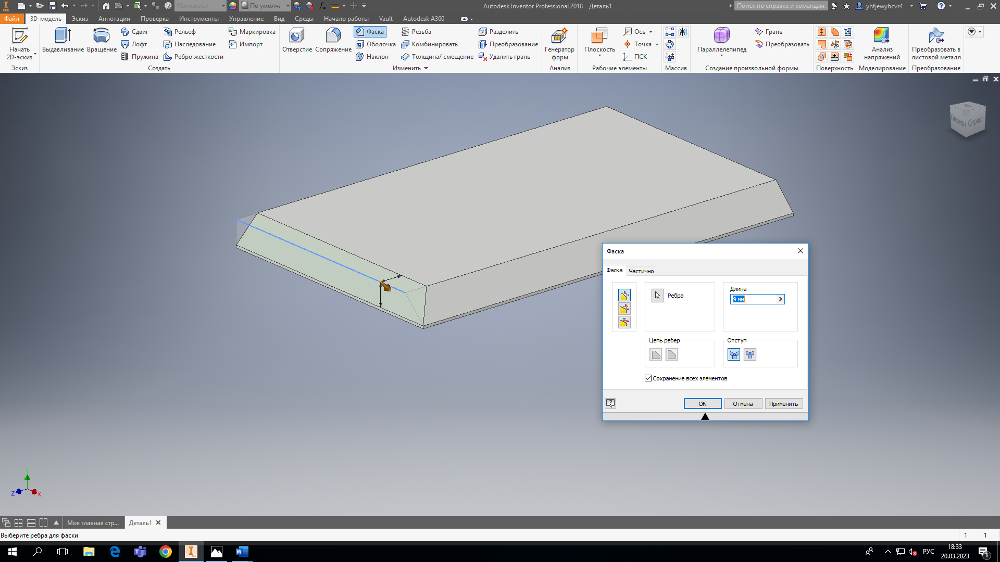 Материал
По умолча
Autodesk Inventor Professional 2018 Деталь1
Поиск по справке и командам.
yhfjewyhcvr4
Файл 3D-модель Эскиз Аннотации Проверка Инструменты Управление Вид Среды Начало работы Vault Autodesk A360
Начать
2D-эскиз
Эскиз
Выдавливание
Вращение
Сдвиг
Лофт
Пружина
Рельеф
Наследование
Ребро жесткости
Маркировка
Импорт
Создать
Отверстие
Сопряжение
Фаска
Оболочка
Наклон
Резьба
Комбинировать
Толщина/ смещение
Разделить
Преобразование
Удалить грань
Изменить
Генератор
форм
Анализ
Плоскость
Ось
Точка
ПСК
Рабочие элементы
Массив
Параллелепипед
Грань
Преобразовать
Создание произвольной формы
Поверхность
Анализ
напряжений
Моделирование
Преобразовать в
листовой металл
Преобразование
Спереди
Справа
Фаска
Фаска Частично
Ребра
Длина
9 мм
Цепь ребер
Отступ
Сохранение всех элементов
ОК Отмена Применить
Y
Z
X
Моя главная стр...
Деталь1
Выберите ребра для фаски
1 1
РУС
18:33
20.03.2023
1